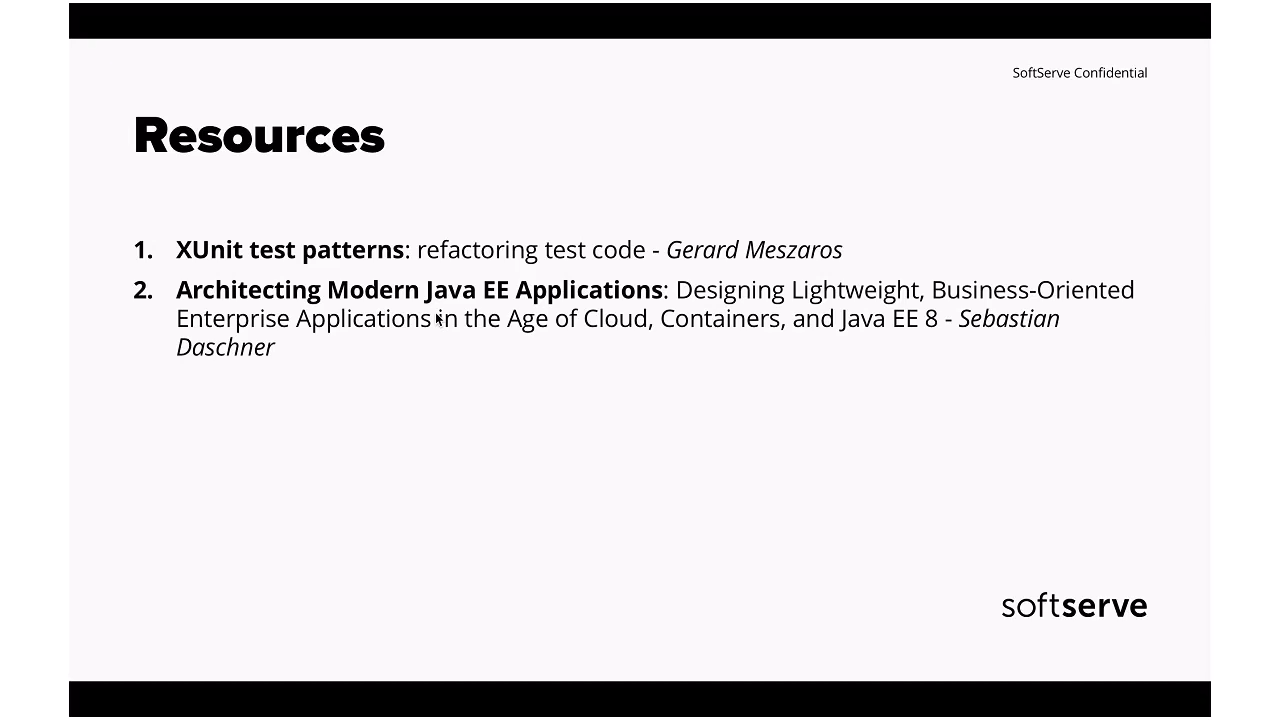 SoftServe Confidential
Resources
1. XUnit test patterns: refactoring test code - Gerard Meszaros
2. Architecting Modern Java EE Applications: Designing Lightweight, Business-Oriented
Enterprise Applications in the Age of Cloud, Containers, and Java EE 8 - Sebastian
Daschner
softserve